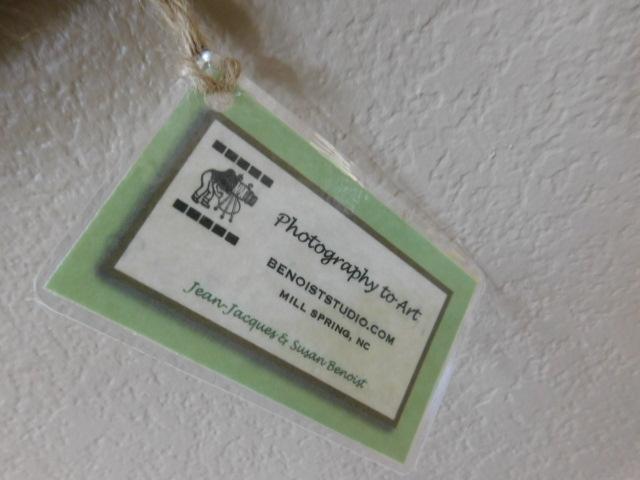 Photography to Art
BENOISTSTUDIO.COM
MILL SPRING, NC
Jean-Jacques & Susan Benoist